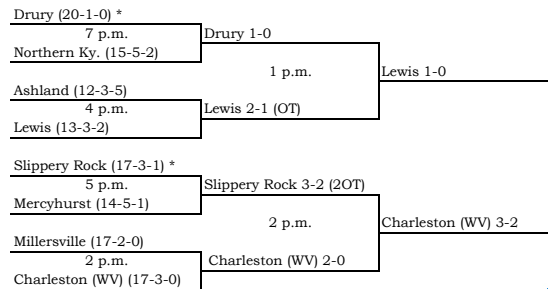 Drury (20-1-0) *
7 p.m.
Northern Ky. (15-5-2)
Drury 1-0
1 p.m.
Ashland (12-3-5)
4 p.m.
Lewis (13-3-2)
Lewis 2-1 (OT)
Lewis 1-0
Slippery Rock (17-3-1) *
5 p.m.
Mercyhurst (14-5-1)
Slippery Rock 3-2 (2OT)
2 p.m.
Millersville (17-2-0)
2 p.m.
Charleston (WV) (17-3-0)
Charleston (WV) 2-0
Charleston (WV) 3-2